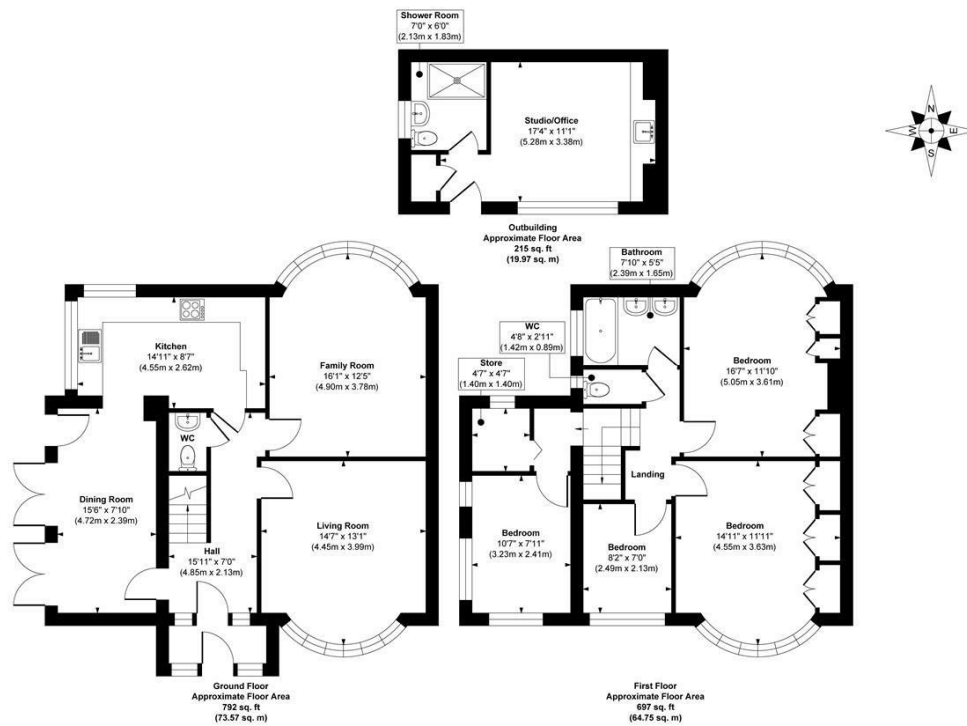 Shower Room
7'0" x 6'0"
(2.13m x 1.83m)
Studio/Office
17'4" x 11'1"
(5.28m x 3.38m)
N
W E
S
Outbuilding
Approximate Floor Area
215 sq. ft
(19.97 sq. m)
Bathroom
7'10" x 5'5"
(2.39m x 1.65m)
WC
4'8" x 2'11"
(1.42m x 0.89m)
Store
4'7" x 4'7"
(1.40m x 1.40m)
Kitchen
14'11" x 8'7"
(4.55m x 2.62m)
Family Room
16'1" x 12'5"
(4.90m x 3.78m)
Bedroom
16'7" x 11'10"
(5.05m x 3.61m)
WC
Landing
Dining Room
15'6" x 7'10"
(4.72m x 2.39m)
Living Room
14'7" x 13'1"
(4.45m x 3.99m)
Hall
15'11" x 7'0"
(4.85m x 2.13m)
Bedroom
10'7" x 7'11"
(3.23m x 2.41m)
Bedroom
8'2" x 7'0"
(2.49m x 2.13m)
Bedroom
14'11" x 11'11"
(4.55m x 3.63m)
Ground Floor
Approximate Floor Area
792 sq. ft
(73.57 sq. m)
First Floor
Approximate Floor Area
697 sq. ft
(64.75 sq. m)